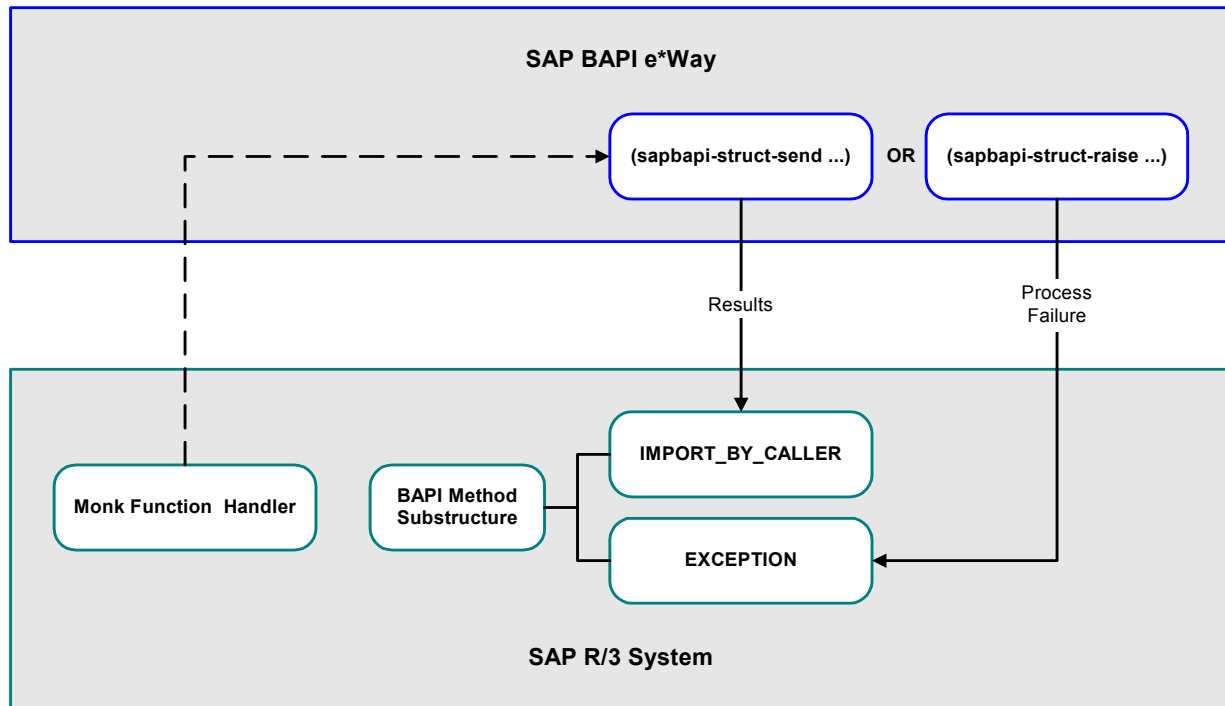 SAP BAPI e*Way
(sapbapi-struct-send ...)
OR
(sapbapi-struct-raise ...)
Results
Process
Failure
IMPORT_BY_CALLER
Monk Function Handler
BAPI Method
Substructure
EXCEPTION
SAP R/3 System